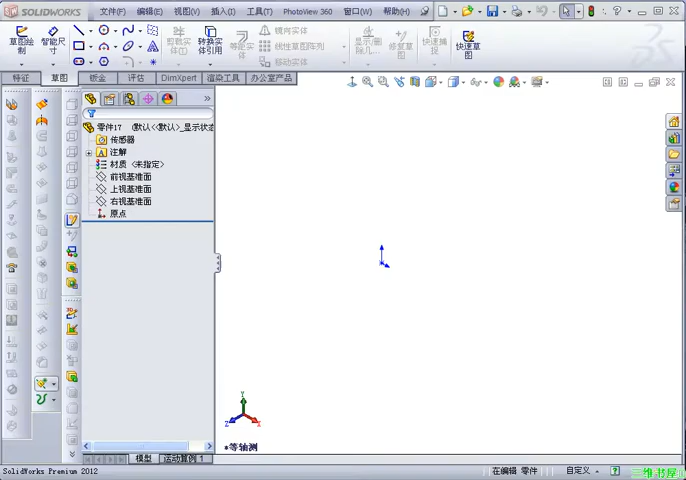 SOLIDWORKS 文件(F) 编辑(E) 视图(V) 插入(I) 工具(T) PhotoView 360 窗口(W) 帮助(H)
草图绘制 智能尺寸 剪裁实体(T) 转换实体引用 等距实体 镜向实体 线性草图阵列 移动实体 显示/删除几... 修复草图 快速捕捉 快速草图
特征 草图 钣金 评估 DimXpert 渲染工具 办公室产品
零件17 (默认<<默认>_显示状态
传感器
注解
材质 <未指定>
前视基准面
上视基准面
右视基准面
原点
Y
Z X
*等轴测
模型 运动算例 1
SolidWorks Premium 2012 在编辑 零件 自定义 三维书屋